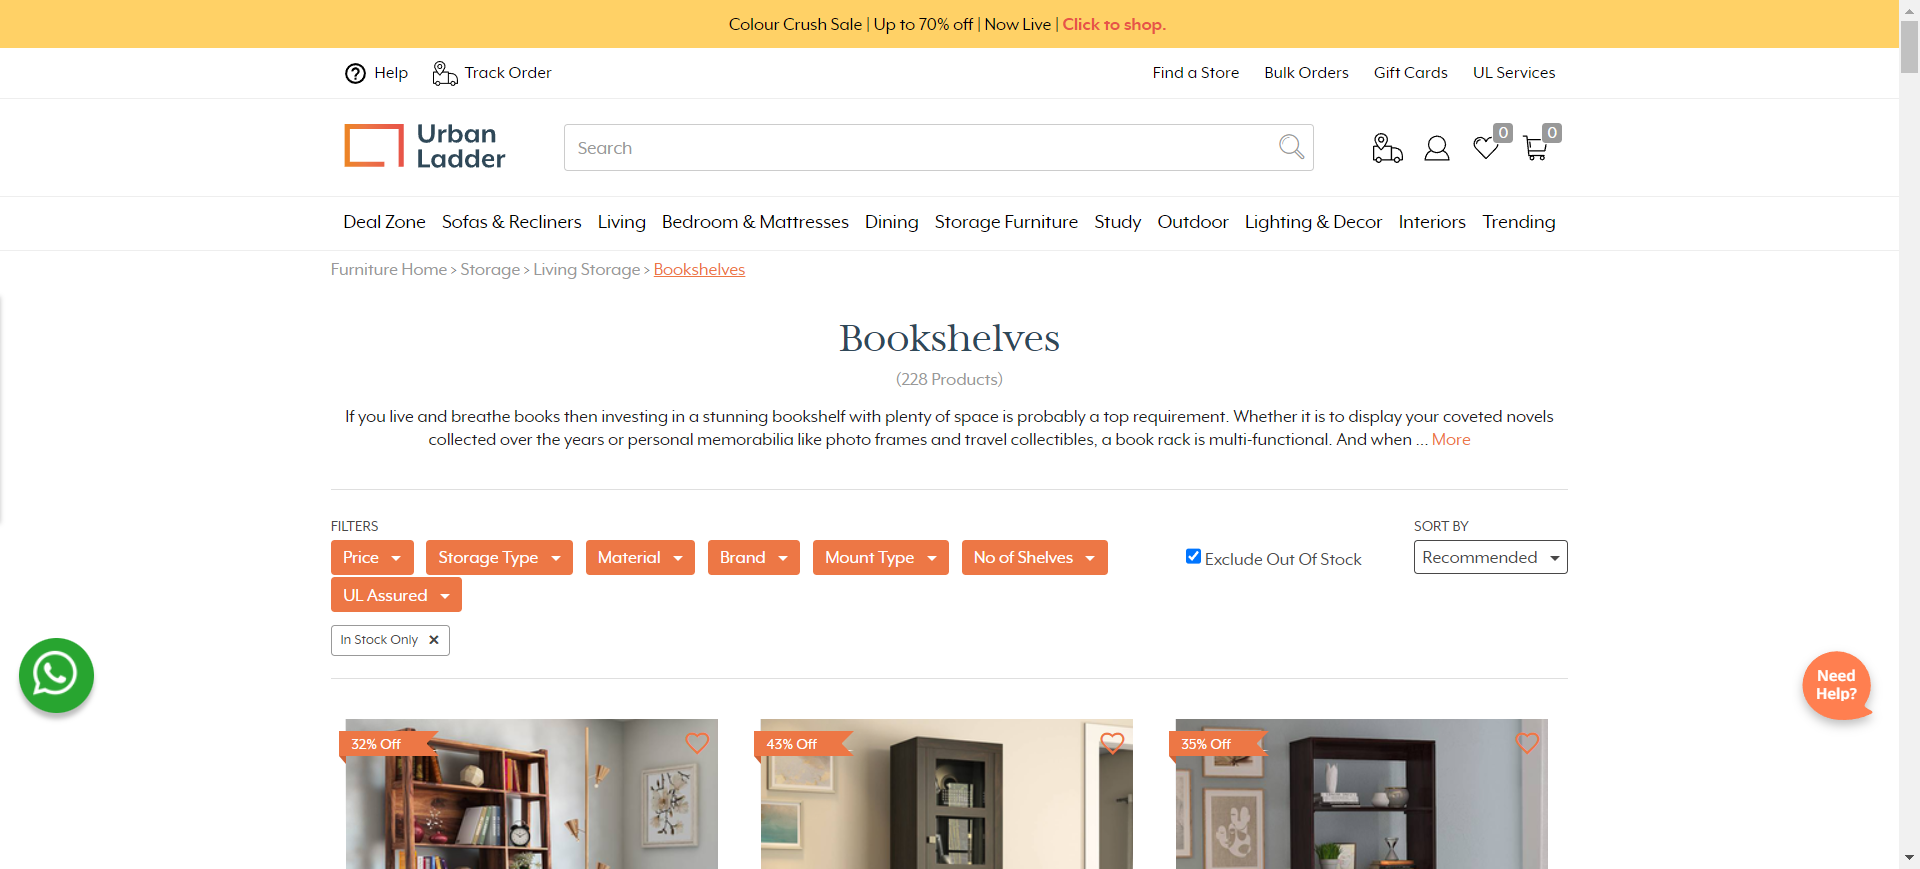 Colour Crush Sale | Up to 70% off | Now Live | Click to shop.
Help Track Order Find a Store Bulk Orders Gift Cards UL Services
Urban
Ladder
Search
0 0
Deal Zone Sofas & Recliners Living Bedroom & Mattresses Dining Storage Furniture Study Outdoor Lighting & Decor Interiors Trending
Furniture Home > Storage > Living Storage > Bookshelves
Bookshelves
(228 Products)
If you live and breathe books then investing in a stunning bookshelf with plenty of space is probably a top requirement. Whether it is to display your coveted novels
collected over the years or personal memorabilia like photo frames and travel collectibles, a book rack is multi-functional. And when ... More
FILTERS SORT BY
Price Storage Type Material Brand Mount Type No of Shelves Exclude Out Of Stock Recommended
UL Assured
In Stock Only ×
Need
Help?
32% Off 43% Off 35% Off